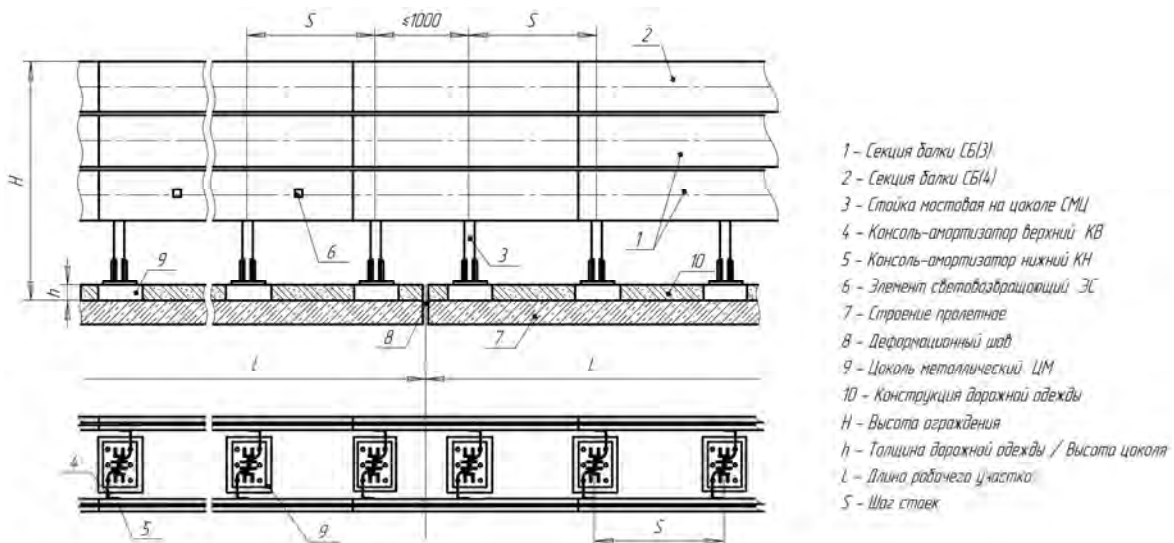 S
≤1000
S
2
H
h
9
6
3
1
10
8
7
L
L
4
5
9
S
1 - Секция балки СБ(3)
2 - Секция балки СБ(4)
3 - Стойка мостовая на цоколе СМЦ
4 - Консоль-амортизатор верхний КВ
5 - Консоль-амортизатор нижний КН
6 - Элемент световозвращающий ЭС
7 - Строение пролетное
8 - Деформационный шов
9 - Цоколь металлический ЦМ
10 - Конструкция дорожной одежды
H - Высота ограждения
h - Толщина дорожной одежды / Высота цоколя
L - Длина рабочего участка
S - Шаг стоек